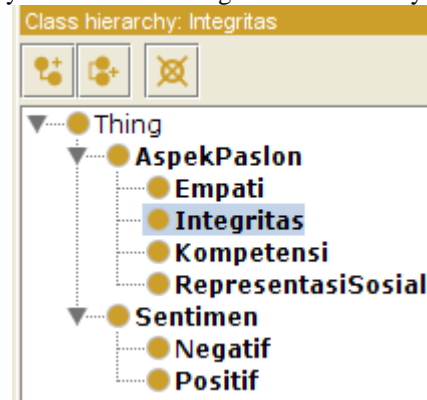 Class hierarchy: Integritas
Thing
AspekPaslon
Empati
Integritas
Kompetensi
RepresentasiSosial
Sentimen
Negatif
Positif